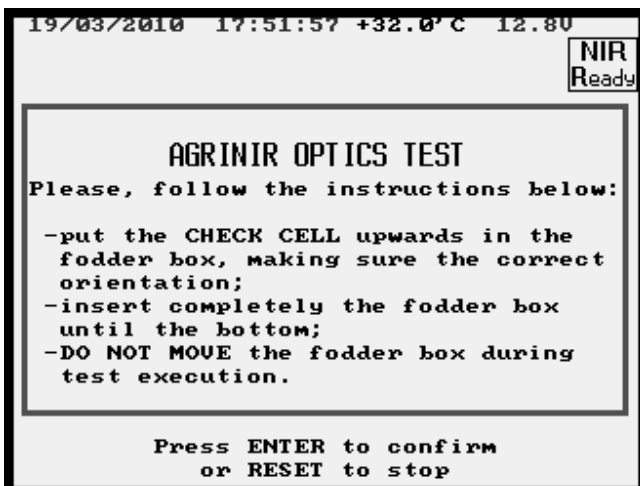 19/03/2010 17:51:57 +32.0'C 12.8V
NIR
Ready
AGRINIR OPTICS TEST
Please, follow the instructions below:
-put the CHECK CELL upwards in the
fodder box, making sure the correct
orientation;
-insert completely the fodder box
until the bottom;
-DO NOT MOVE the fodder box during
test execution.
Press ENTER to confirm
or RESET to stop